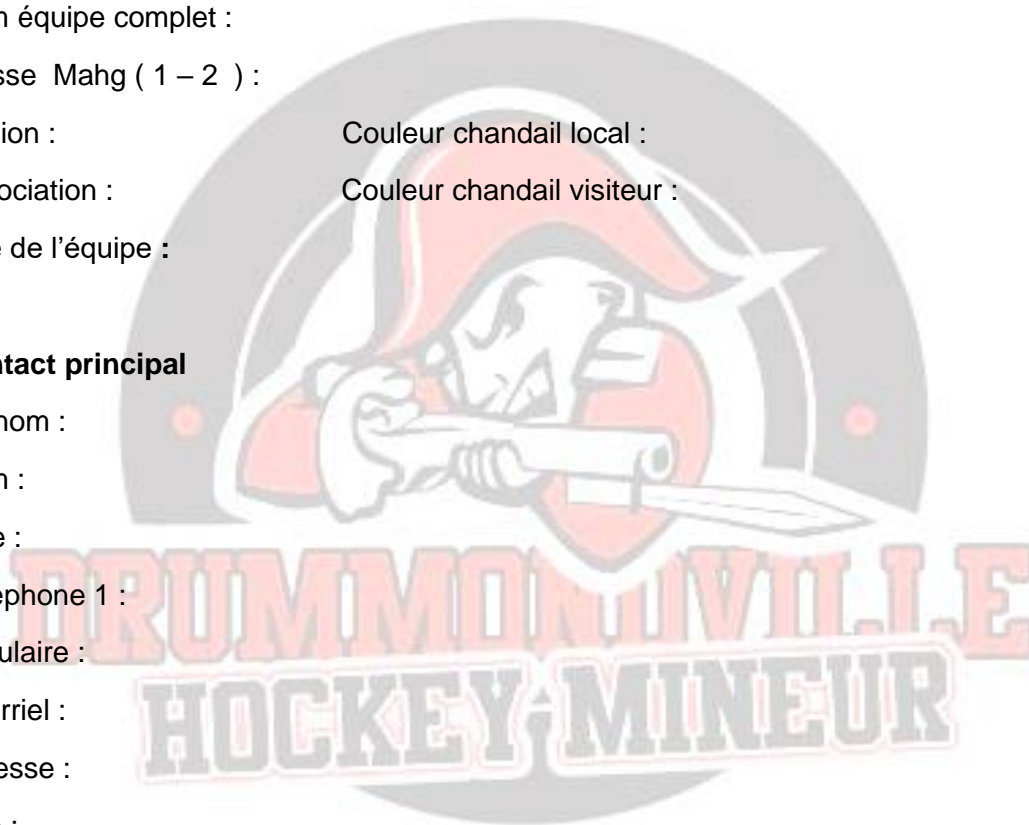 n équipe complet :
sse Mahg ( 1 – 2 ) :
ion : Couleur chandail local :
ociation : Couleur chandail visiteur :
e de l’équipe :
ntact principal
nom :
n :
e :
éphone 1 :
ulaire :
rriel :
esse :
DRUMMONDVILLE
HOCKEY MINEUR